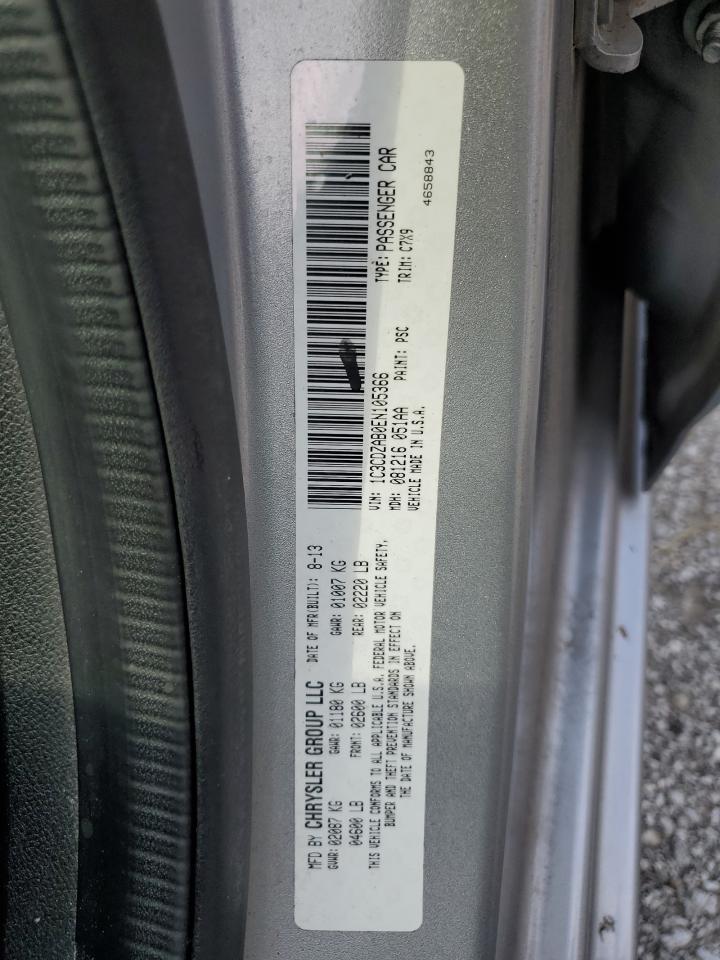 MFD BY CHRYSLER GROUP LLC DATE OF MFR(BUILT): 8-13
GVWR: 02087 KG GAWR: 01180 KG GAWR: 01007 KG
04600 LB FRONT: 02600 LB REAR: 02220 LB
THIS VEHICLE CONFORMS TO ALL APPLICABLE U.S.A. FEDERAL MOTOR VEHICLE SAFETY,
BUMPER AND THEFT PREVENTION STANDARDS IN EFFECT ON
THE DATE OF MANUFACTURE SHOWN ABOVE.
VIN: 1C3CDZAB0EN105366 TYPE: PASSENGER CAR
MDH: 081216 051AA PAINT: PSC TRIM: C7X9
VEHICLE MADE IN U.S.A. 4658843